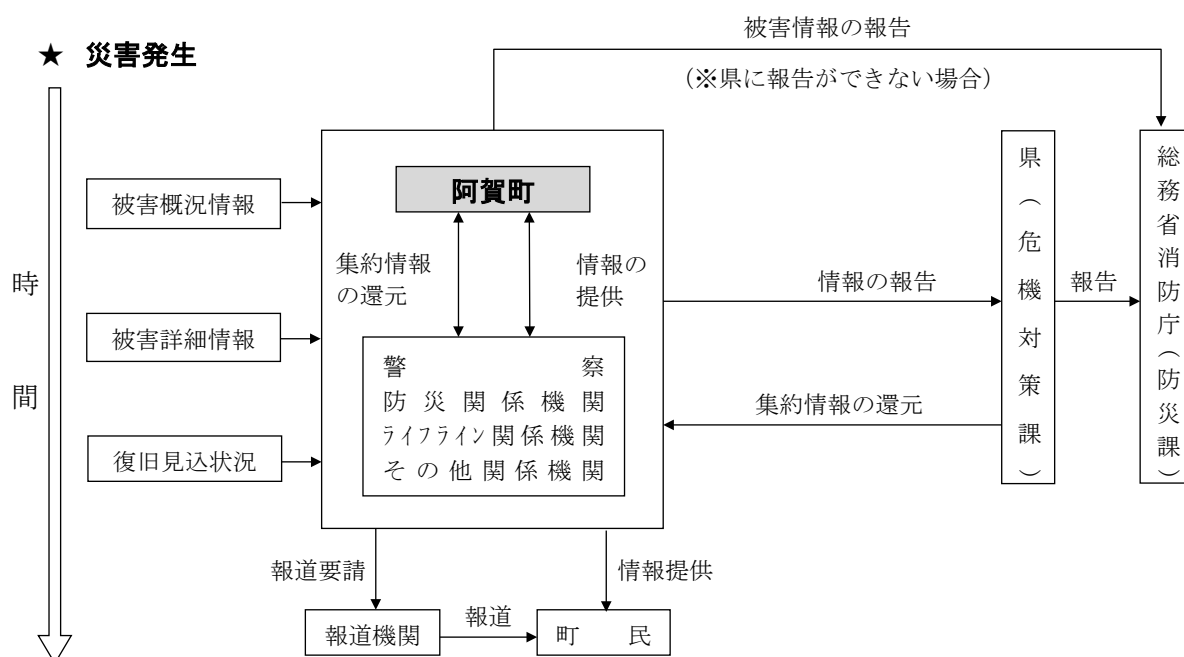 ★ 災害発生
被害情報の報告
(※県に報告ができない場合)
時間
被害概況情報
被害詳細情報
復旧見込状況
阿賀町
集約情報
の還元
情報の
提供
警察
防災関係機関
ライフライン関係機関
その他関係機関
情報の報告
集約情報の還元
県(危機対策課)
報告
総務省消防庁(防災課)
報道要請
情報提供
報道機関
報道
町民